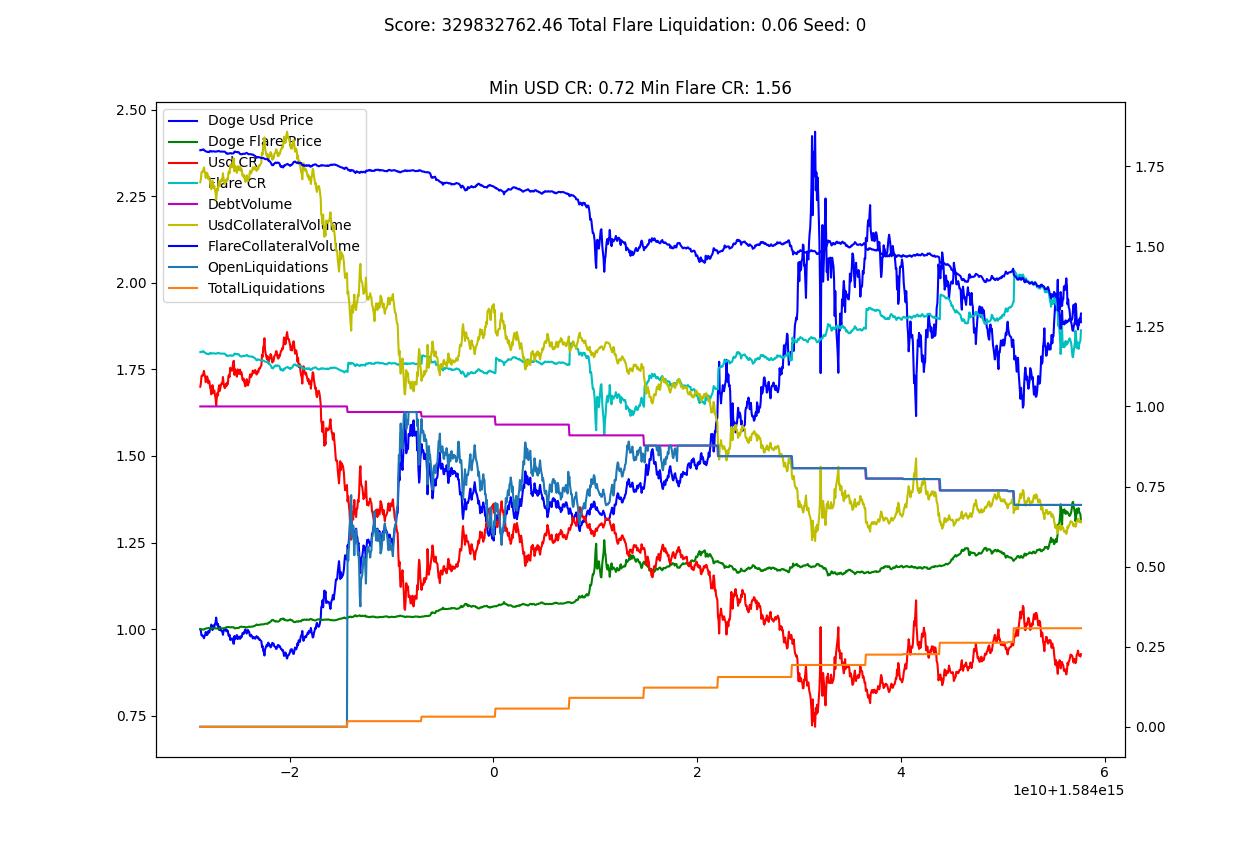 Score: 329832762.46 Total Flare Liquidation: 0.06 Seed: 0
Min USD CR: 0.72 Min Flare CR: 1.56
2.50
2.25
2.00
1.75
1.50
1.25
1.00
0.75
Doge Usd Price
Doge Flare Price
Usd CR
Flare CR
DebtVolume
UsdCollateralVolume
FlareCollateralVolume
OpenLiquidations
TotalLiquidations
1.75
1.50
1.25
1.00
0.75
0.50
0.25
0.00
−2 0 2 4 6
1e10+1.584e15